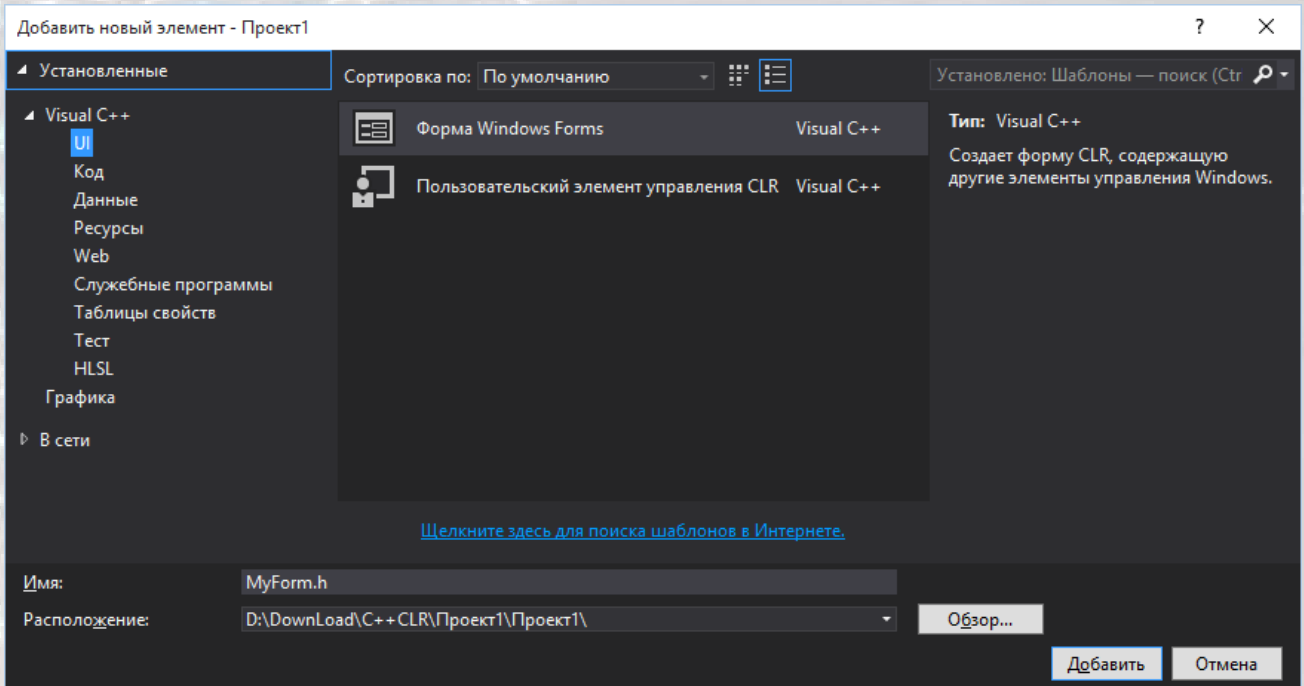 Добавить новый элемент - Проект1
?
Установленные
Сортировка по: По умолчанию
Установлено: Шаблоны — поиск (Ctr
Visual C++
UI
Код
Данные
Ресурсы
Web
Служебные программы
Таблицы свойств
Тест
HLSL
Графика
В сети
Форма Windows Forms Visual C++
Пользовательский элемент управления CLR Visual C++
Тип: Visual C++
Создает форму CLR, содержащую
другие элементы управления Windows.
Щелкните здесь для поиска шаблонов в Интернете.
Имя: MyForm.h
Расположение: D:\DownLoad\C++CLR\Проект1\Проект1\
Обзор...
Добавить Отмена